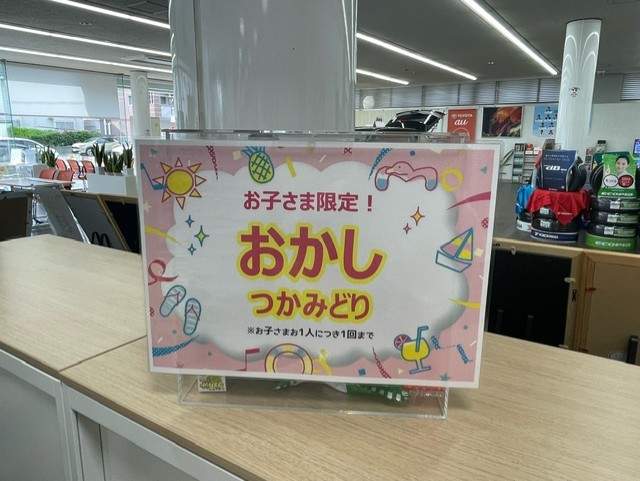 お子さま限定！
おかし
つかみどり
※お子さまお1人につき1回まで
TOYOTA
au
ECOPIA